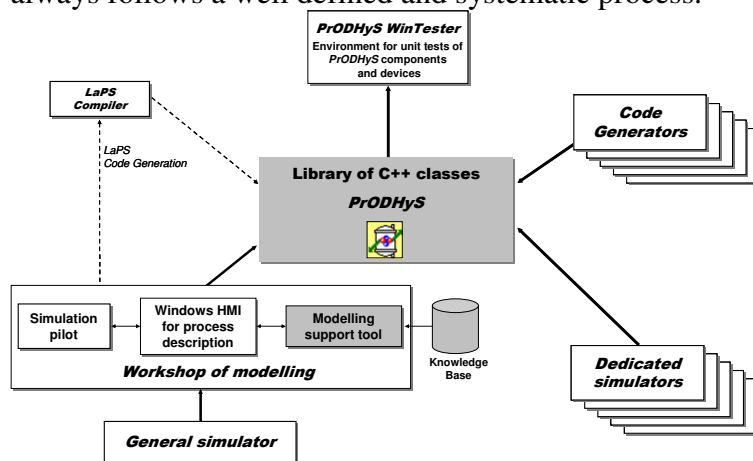 always follows a well defined and systematic process.
PrODHyS WinTester
Environment for unit tests of
PrODHyS components
and devices
LaPS
Compiler
LaPS
Code Generation
Code
Generators
Library of C++ classes
PrODHyS
Simulation
pilot
Windows HMI
for process
description
Modelling
support tool
Knowledge
Base
Workshop of modelling
Dedicated
simulators
General simulator